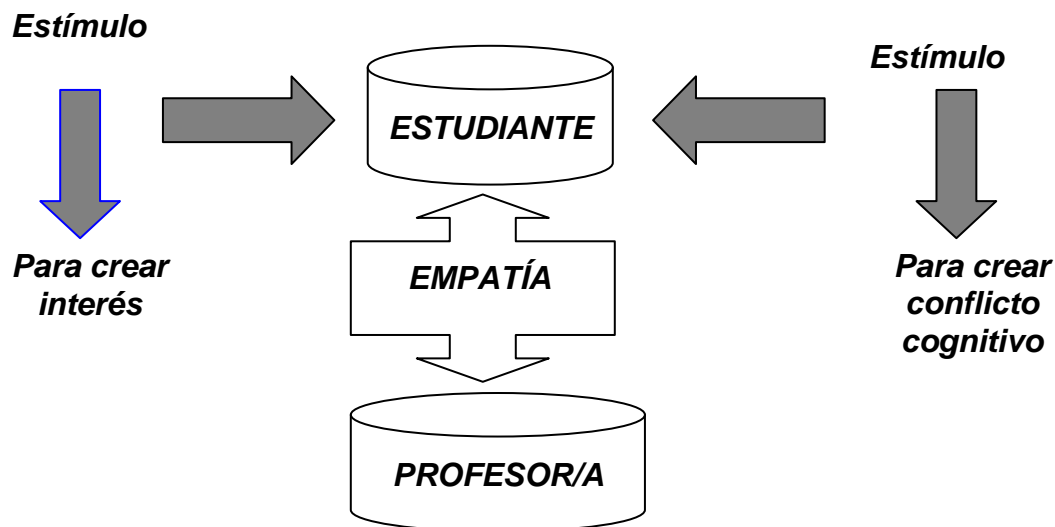 Estímulo
Estímulo
ESTUDIANTE
Para crear
interés
EMPATÍA
Para crear
conflicto
cognitivo
PROFESOR/A